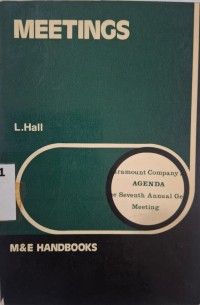 MEETINGS
L.Hall
aramount Company
AGENDA
Seventh Annual Ge
Meeting
M&E HANDBOOKS
1